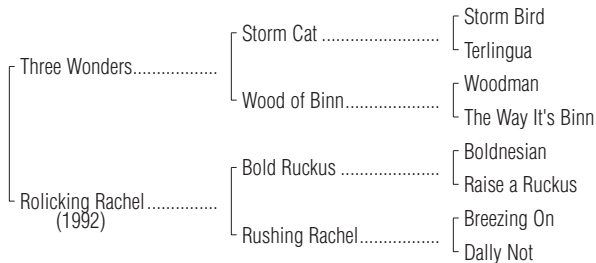 Storm Bird
Storm Cat ........................
Terlingua
Three Wonders.................
Woodman
Wood of Binn...................
The Way It's Binn
Boldnesian
Bold Ruckus ....................
Raise a Ruckus
Rolicking Rachel..............
(1992)
Breezing On
Rushing Rachel................
Dally Not